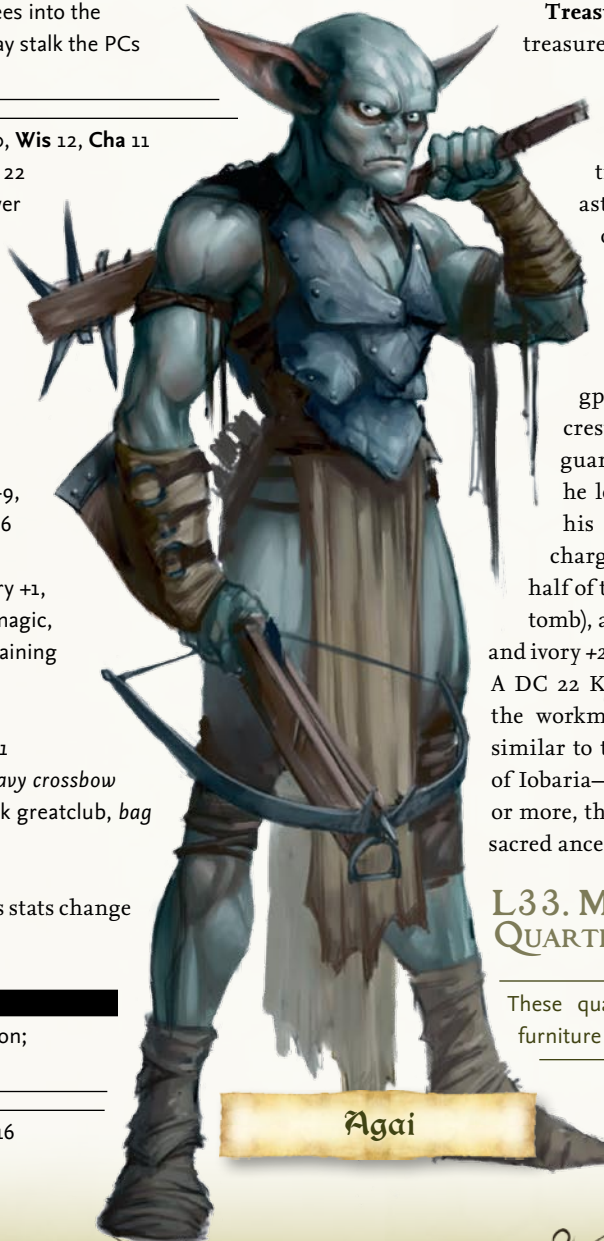 ees into the
ay stalk the PCs
Wis 12, Cha 11
22
ver
-9,
6
ry +1,
magic,
aining
1
avy crossbow
k greatclub, bag
s stats change
on;
16
Treasu
treasure
t
ast
c
gp
cres
guar
he lo
his
charg
half of t
tomb), a
and ivory +2
A DC 22 K
the workm
similar to t
of Iobaria—
or more, th
sacred ance
L33. M
Quart
These qua
furniture
Agai